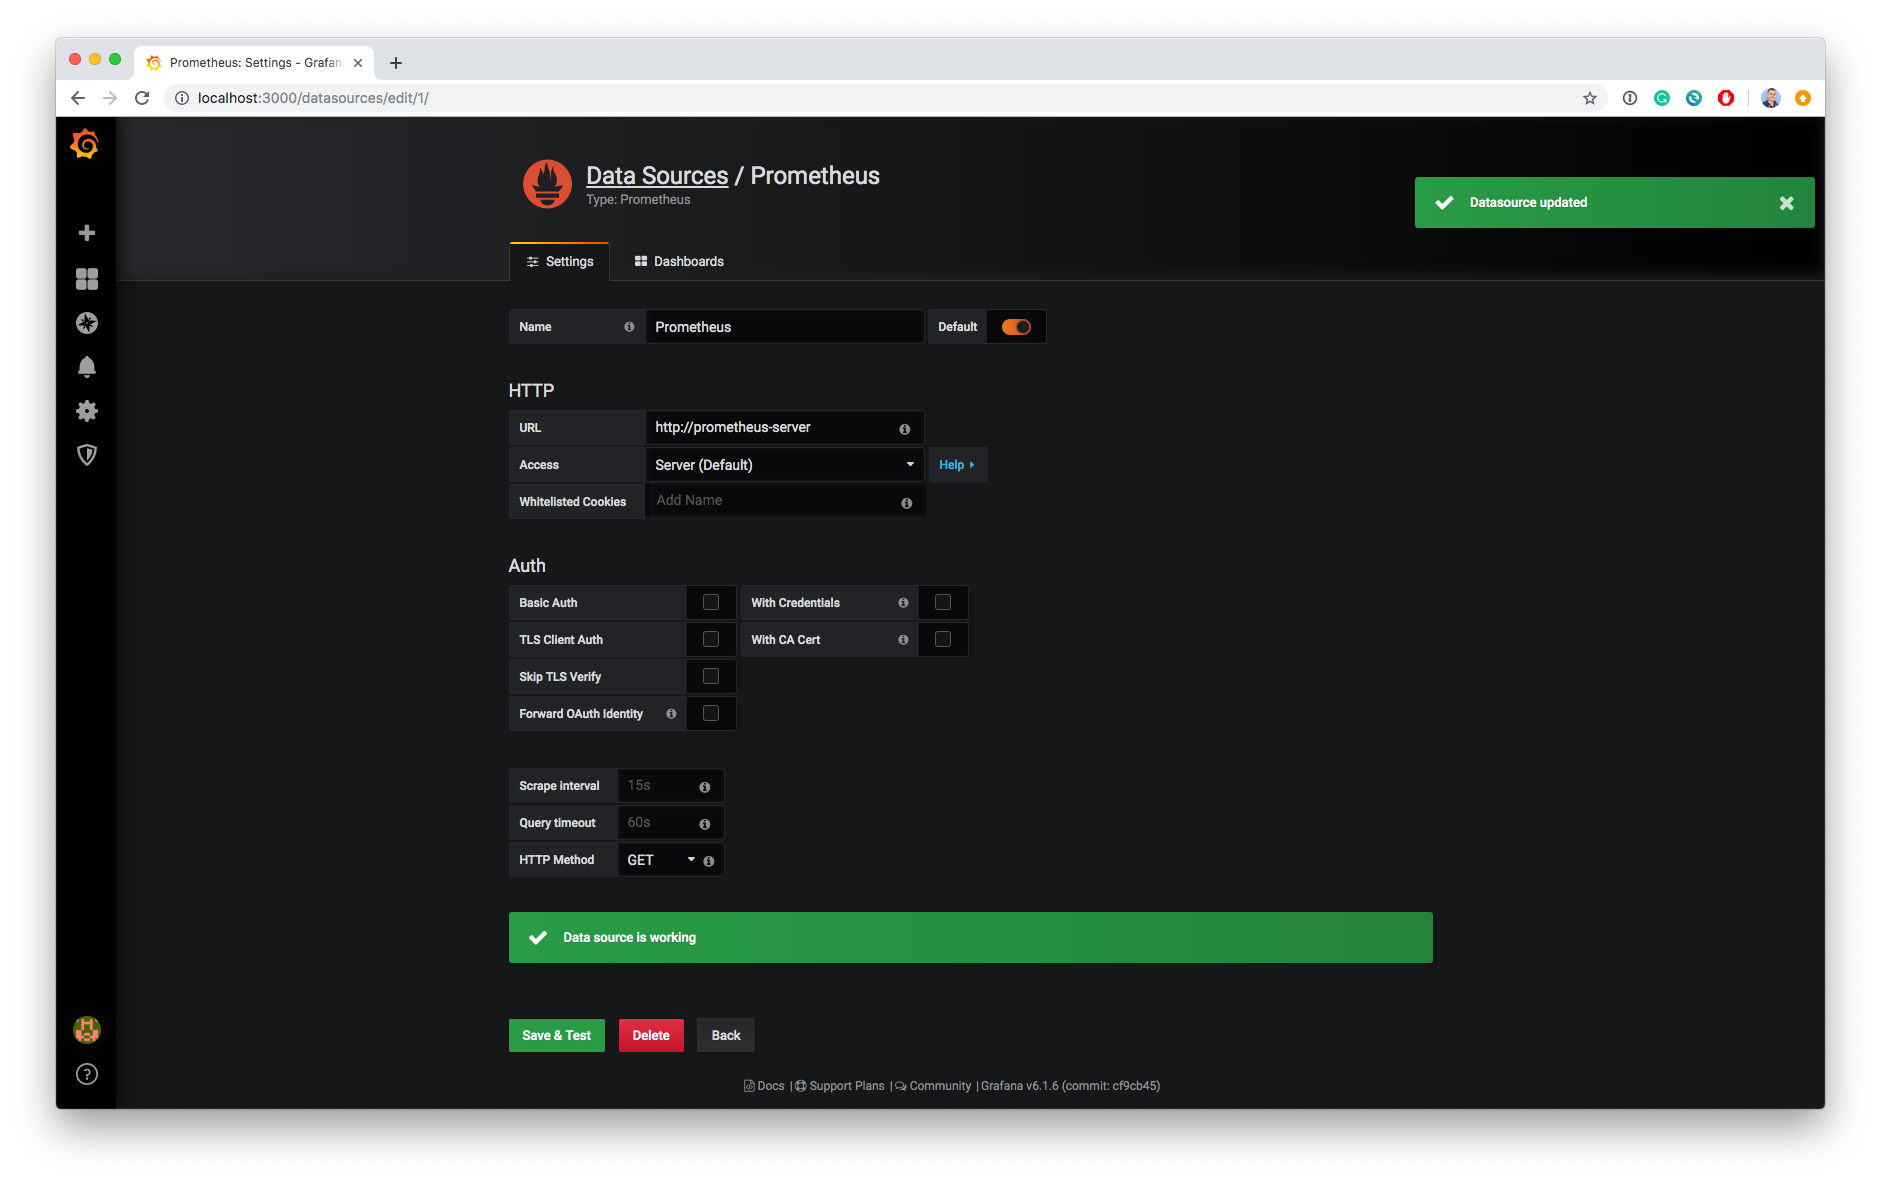 Prometheus: Settings - Grafan
localhost:3000/datasources/edit/1/
Data Sources / Prometheus
Type: Prometheus
Datasource updated
Settings
Dashboards
Name
Prometheus
Default
HTTP
URL
http://prometheus-server
Access
Server (Default)
Help
Whitelisted Cookies
Add Name
Auth
Basic Auth
With Credentials
TLS Client Auth
With CA Cert
Skip TLS Verify
Forward OAuth Identity
Scrape interval
15s
Query timeout
60s
HTTP Method
GET
Data source is working
Save & Test
Delete
Back
Docs | Support Plans | Community | Grafana v6.1.6 (commit: cf9cb45)